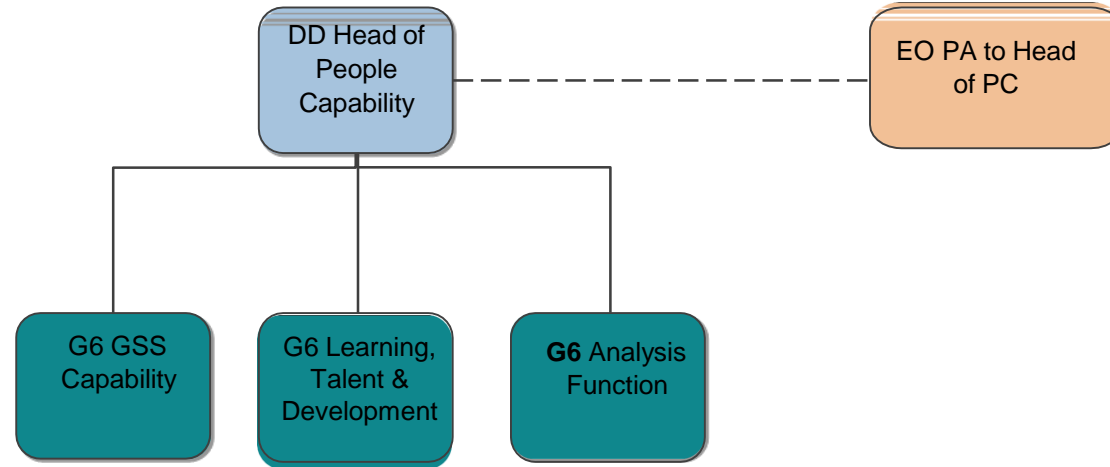 DD Head of
People
Capability
EO PA to Head
of PC
G6 GSS
Capability
G6 Learning,
Talent &
Development
G6 Analysis
Function